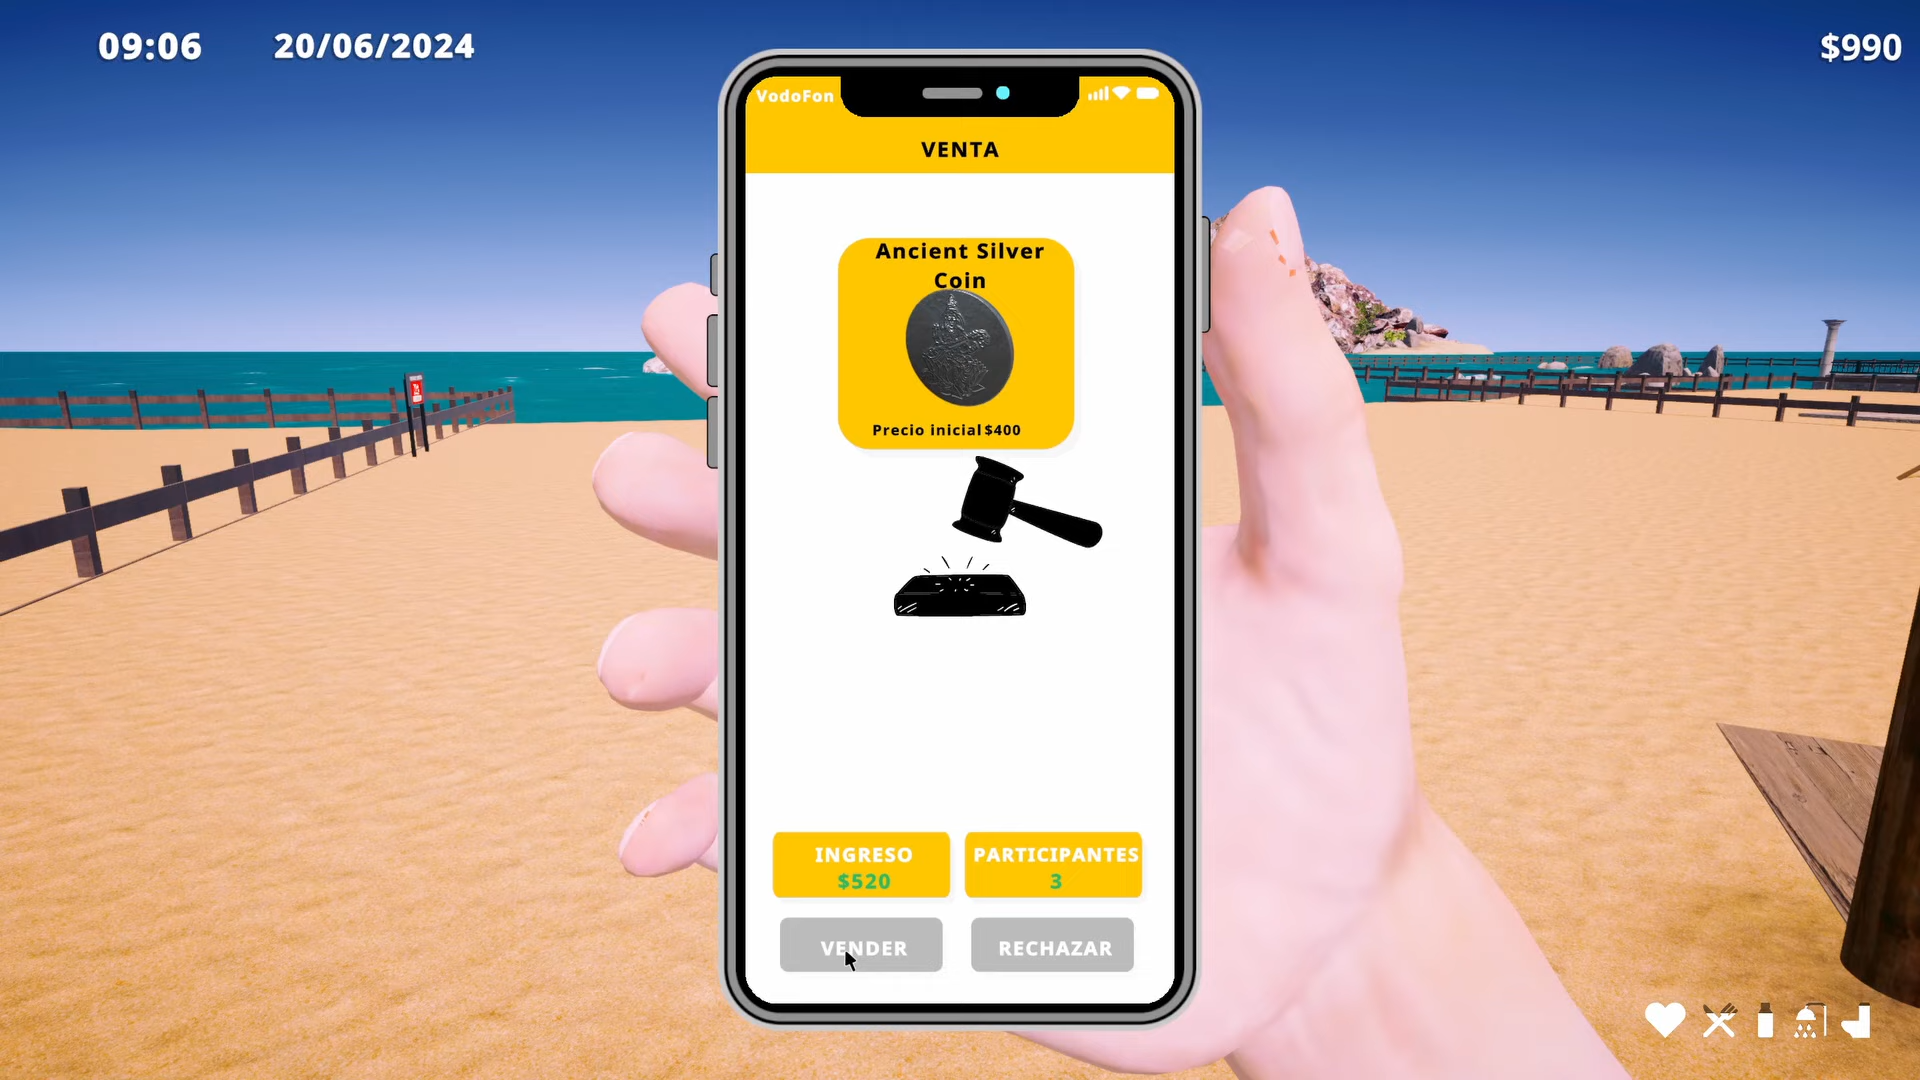 09:06
20/06/2024
$990
VodoFon
VENTA
Ancient Silver
Coin
Precio inicial $400
INGRESO
$520
PARTICIPANTES
3
VENDER
RECHAZAR